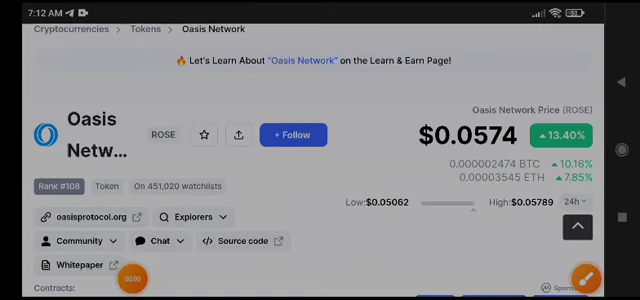 7:12 AM
Cryptocurrencies > Tokens > Oasis Network
🔥 Let's Learn About "Oasis Network" on the Learn & Earn Page!
Oasis Network Price (ROSE)
Oasis Netw...
ROSE
+ Follow
$0.0574
13.40%
0.000002474 BTC 10.16%
0.00003545 ETH 7.85%
Rank #108 Token On 451,020 watchlists
Low: $0.05062 High: $0.05789 24h
oasisprotocol.org Explorers
Community Chat Source code
Whitepaper
00:00
Contracts: